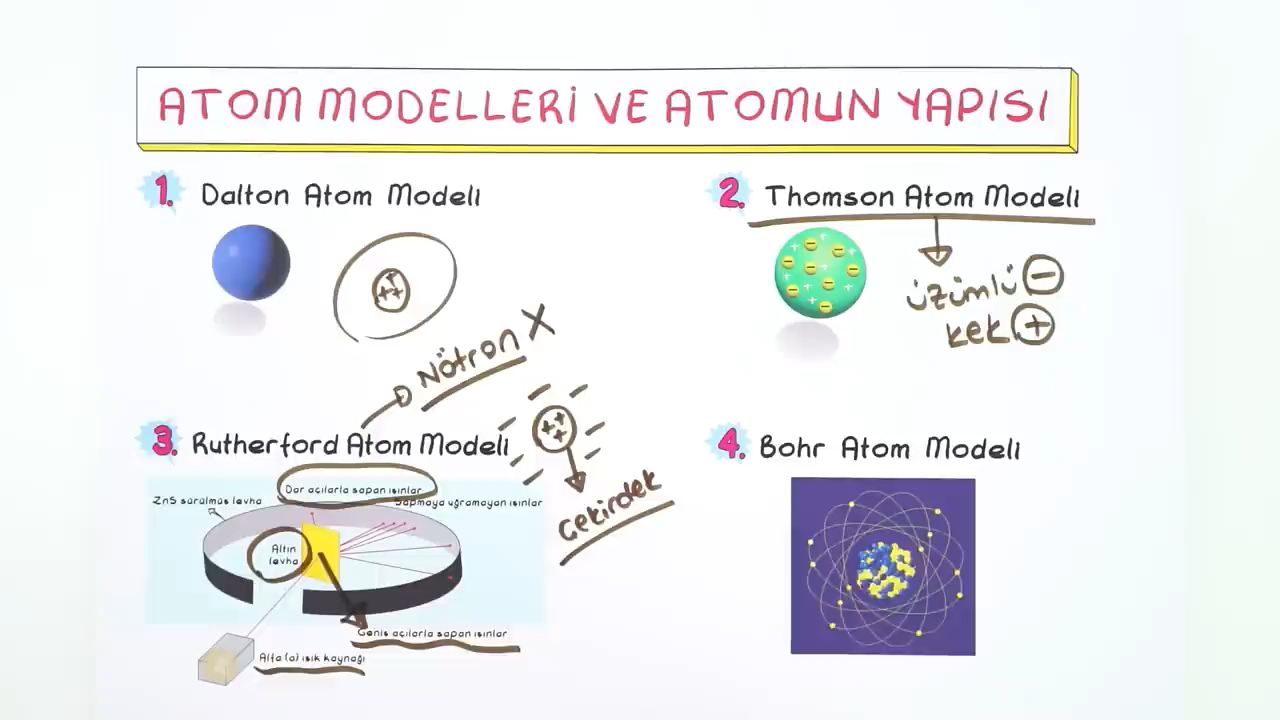 ATOM MODELLERİ VE ATOMUN YAPISI
1. Dalton Atom Modeli
2. Thomson Atom Modeli
üzümlü −
kek +
Nötron X
3. Rutherford Atom Modeli
Dar açılarla sapan ışınlar
ZnS sürülmüş levha
Sapmaya uğramayan ışınlar
Altın
levha
Geniş açılarla sapan ışınlar
Alfa (α) ışık kaynağı
Çekirdek
4. Bohr Atom Modeli